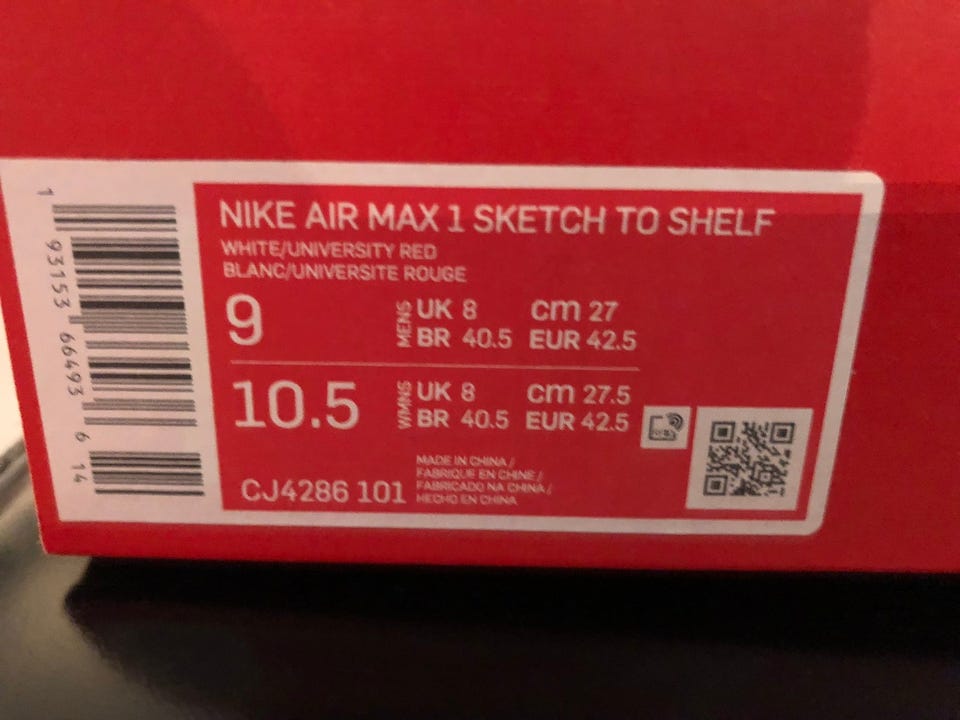 NIKE AIR MAX 1 SKETCH TO SHELF
WHITE/UNIVERSITY RED
BLANC/UNIVERSITE ROUGE
9 MENS UK 8 cm 27
BR 40.5 EUR 42.5
10.5 WMNS UK 8 cm 27.5
BR 40.5 EUR 42.5
CJ4286 101
MADE IN CHINA /
FABRIQUE EN CHINE /
FABRICADO NA CHINA /
HECHO EN CHINA
1 93153 66493 6 14